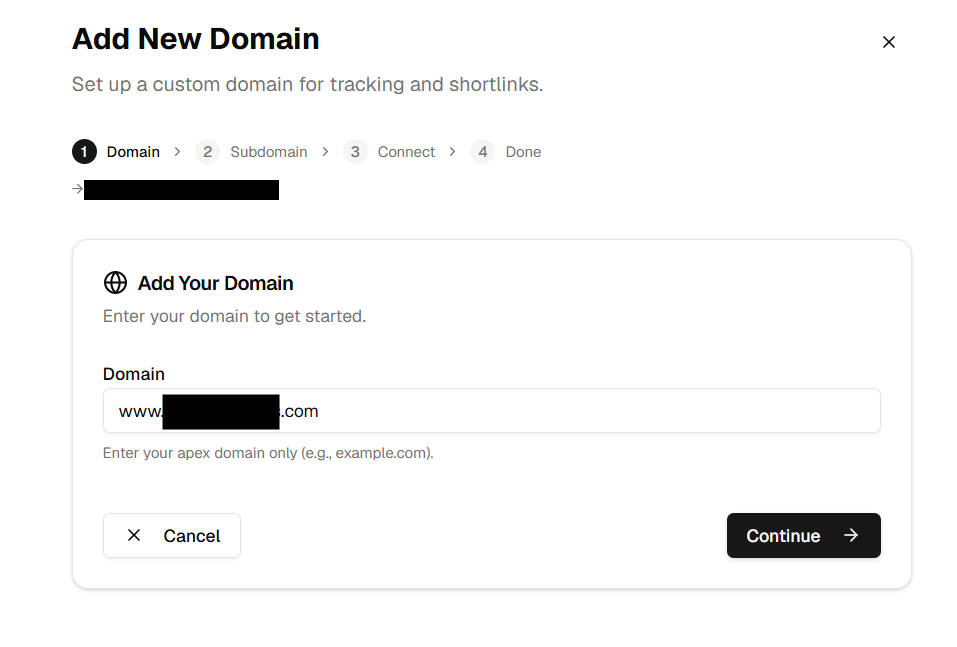 Add New Domain
Set up a custom domain for tracking and shortlinks.
1 Domain > 2 Subdomain > 3 Connect > 4 Done
→
Add Your Domain
Enter your domain to get started.
Domain
www. .com
Enter your apex domain only (e.g., example.com).
× Cancel
Continue →